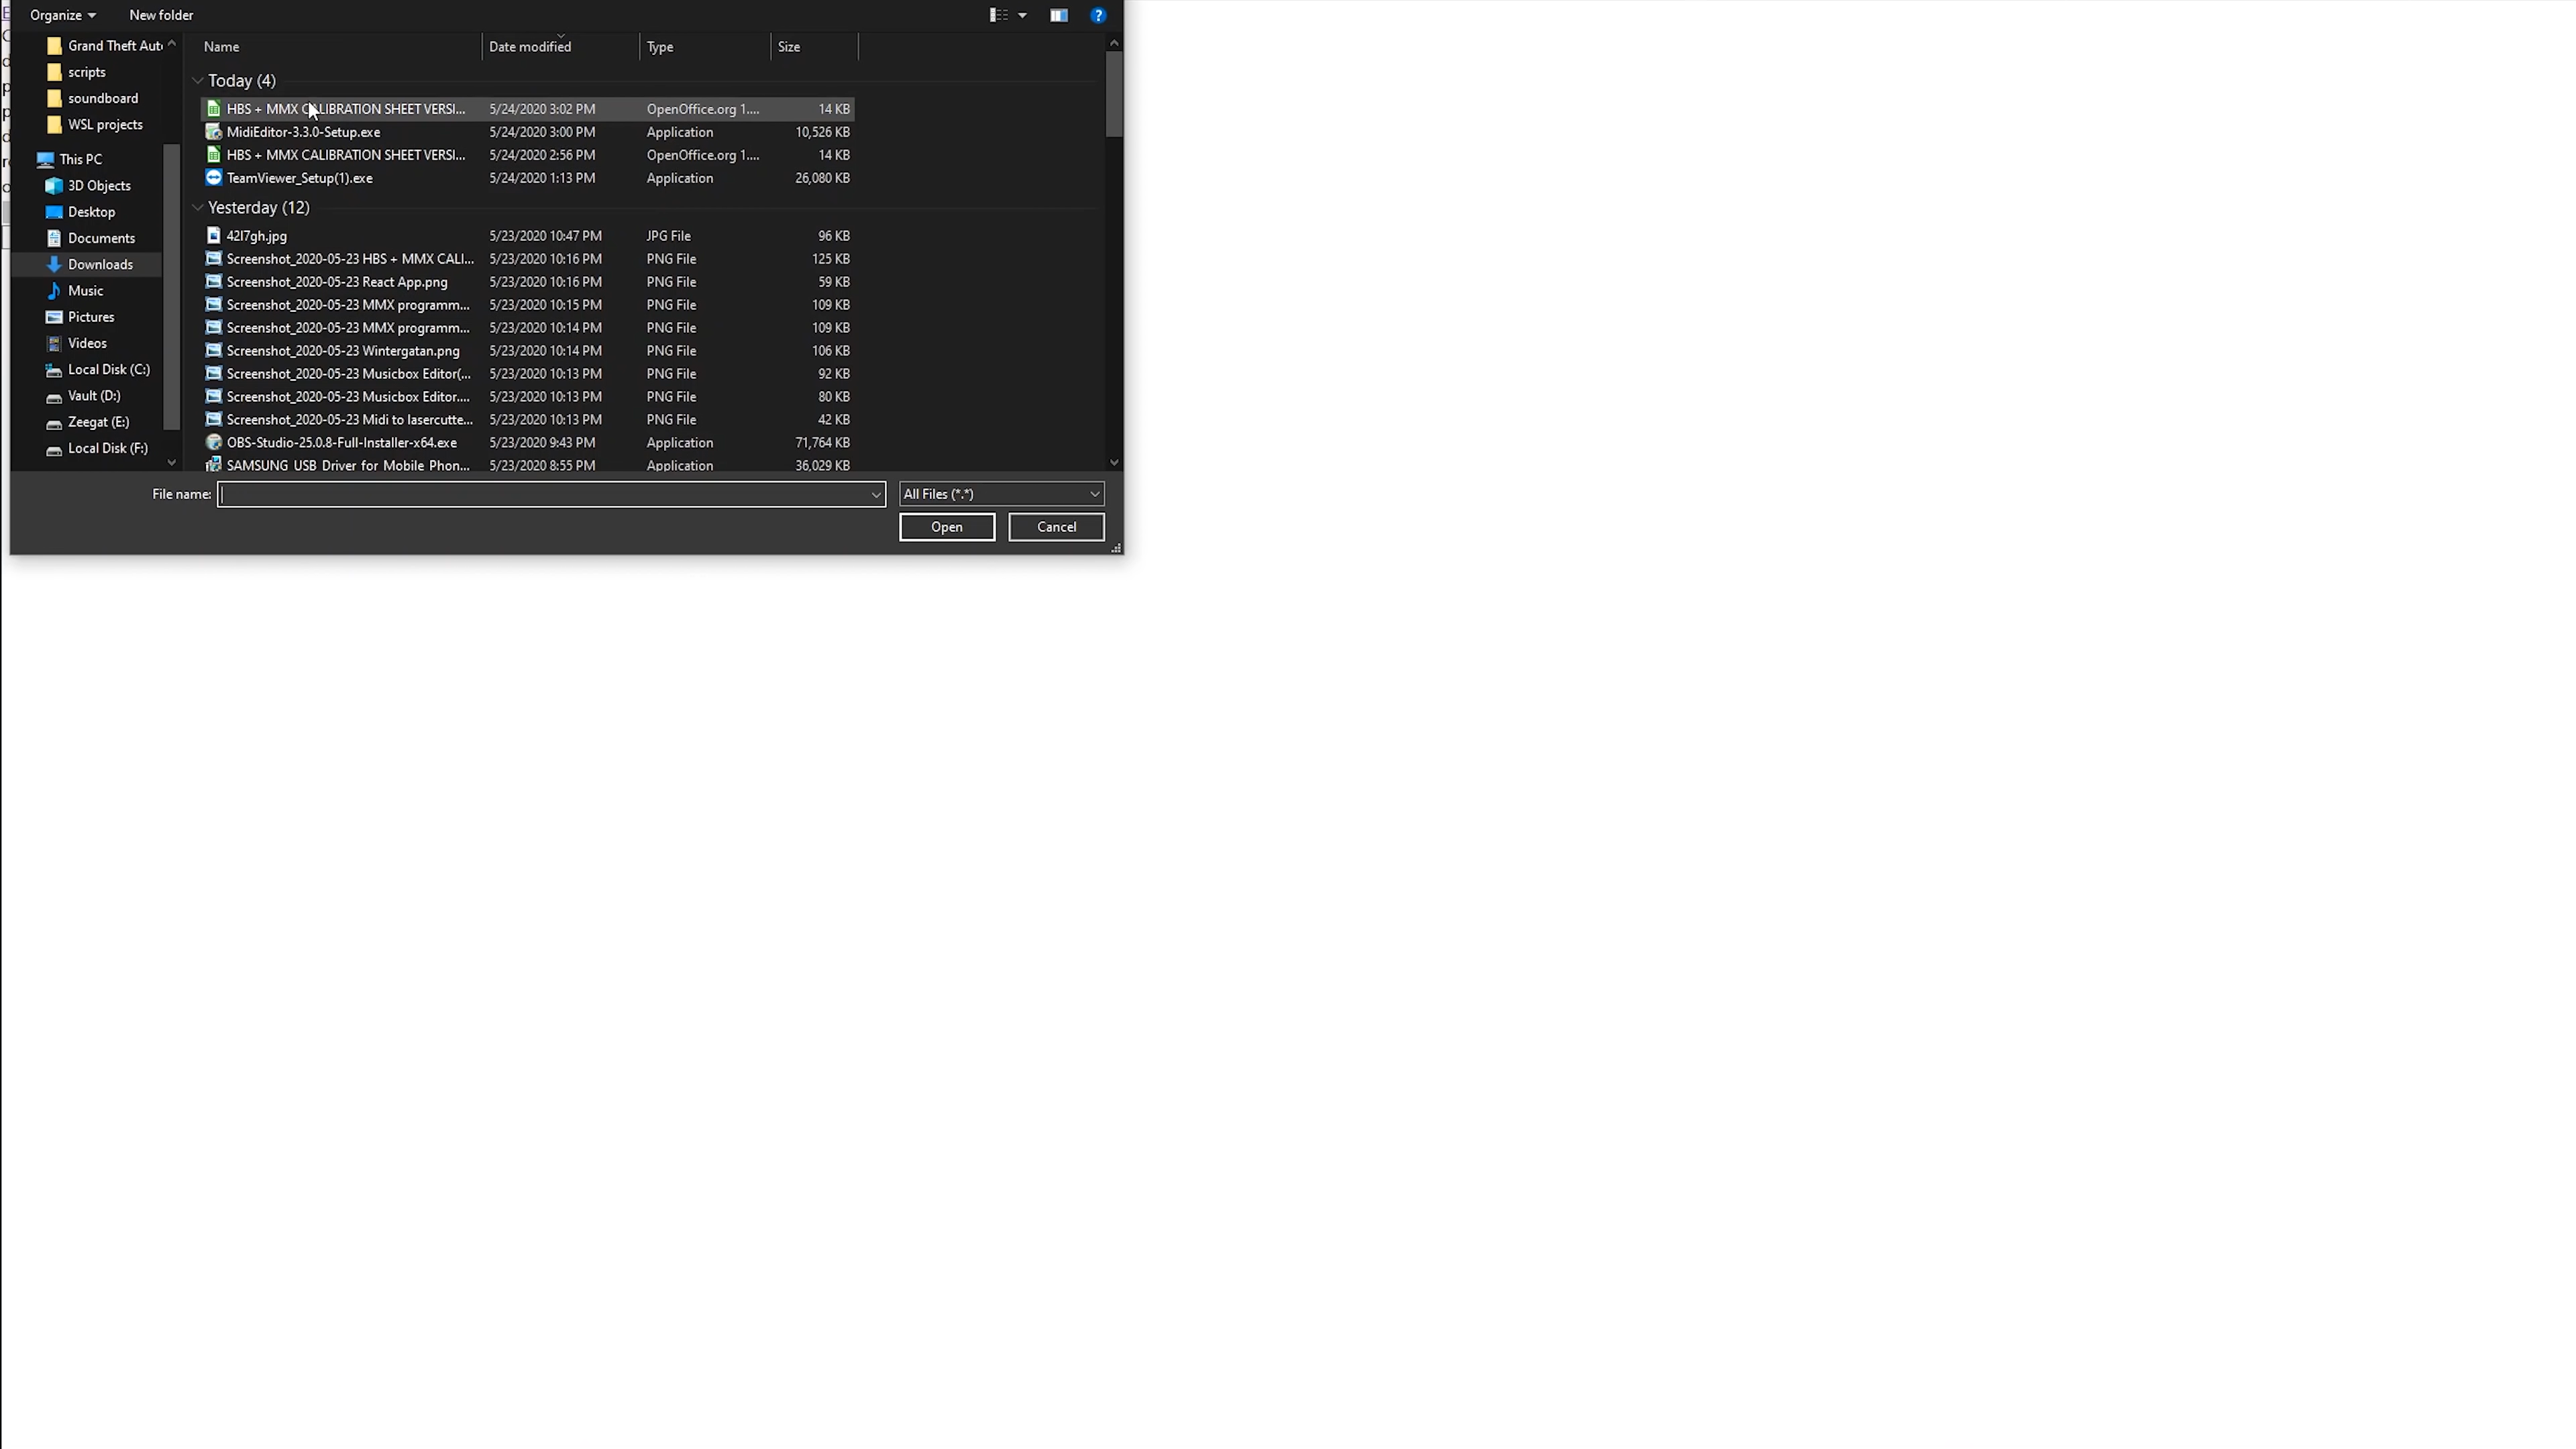 Organize
New folder
Grand Theft Aut
scripts
soundboard
WSL projects
This PC
3D Objects
Desktop
Documents
Downloads
Music
Pictures
Videos
Local Disk (C:)
Vault (D:)
Zeegat (E:)
Local Disk (F:)
Name Date modified Type Size
Today (4)
HBS + MMX CALIBRATION SHEET VERSI... 5/24/2020 3:02 PM OpenOffice.org 1.... 14 KB
MidiEditor-3.3.0-Setup.exe 5/24/2020 3:00 PM Application 10,526 KB
HBS + MMX CALIBRATION SHEET VERSI... 5/24/2020 2:56 PM OpenOffice.org 1.... 14 KB
TeamViewer_Setup(1).exe 5/24/2020 1:13 PM Application 26,080 KB
Yesterday (12)
42l7gh.jpg 5/23/2020 10:47 PM JPG File 96 KB
Screenshot_2020-05-23 HBS + MMX CALI... 5/23/2020 10:16 PM PNG File 125 KB
Screenshot_2020-05-23 React App.png 5/23/2020 10:16 PM PNG File 59 KB
Screenshot_2020-05-23 MMX programm... 5/23/2020 10:15 PM PNG File 109 KB
Screenshot_2020-05-23 MMX programm... 5/23/2020 10:14 PM PNG File 109 KB
Screenshot_2020-05-23 Wintergatan.png 5/23/2020 10:14 PM PNG File 106 KB
Screenshot_2020-05-23 Musicbox Editor(... 5/23/2020 10:13 PM PNG File 92 KB
Screenshot_2020-05-23 Musicbox Editor.... 5/23/2020 10:13 PM PNG File 80 KB
Screenshot_2020-05-23 Midi to lasercutte... 5/23/2020 10:13 PM PNG File 42 KB
OBS-Studio-25.0.8-Full-Installer-x64.exe 5/23/2020 9:43 PM Application 71,764 KB
SAMSUNG USB Driver for Mobile Phon... 5/23/2020 8:55 PM Application 36,029 KB
File name:
All Files (*.*)
Open
Cancel